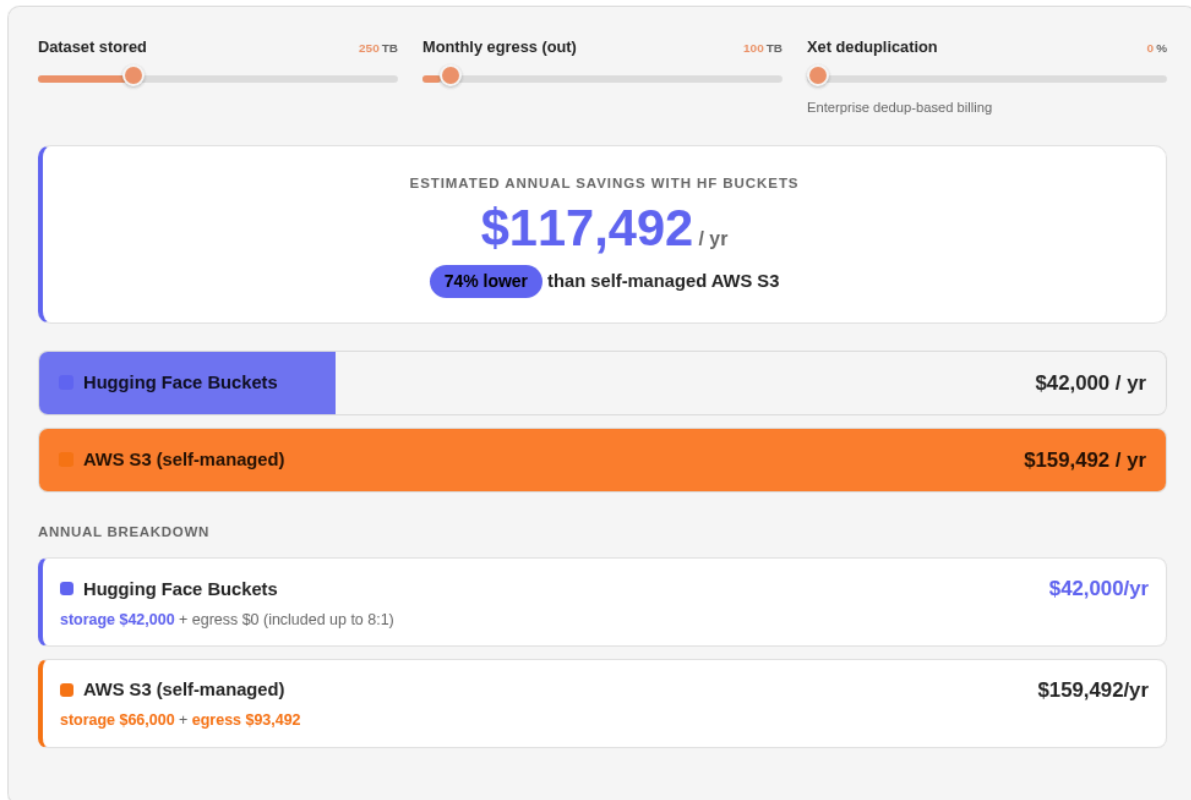 Dataset stored 250 TB
Monthly egress (out) 100 TB
Xet deduplication 0 %
Enterprise dedup-based billing
ESTIMATED ANNUAL SAVINGS WITH HF BUCKETS
$117,492 / yr
74% lower than self-managed AWS S3
Hugging Face Buckets $42,000 / yr
AWS S3 (self-managed) $159,492 / yr
ANNUAL BREAKDOWN
Hugging Face Buckets $42,000/yr
storage $42,000 + egress $0 (included up to 8:1)
AWS S3 (self-managed) $159,492/yr
storage $66,000 + egress $93,492